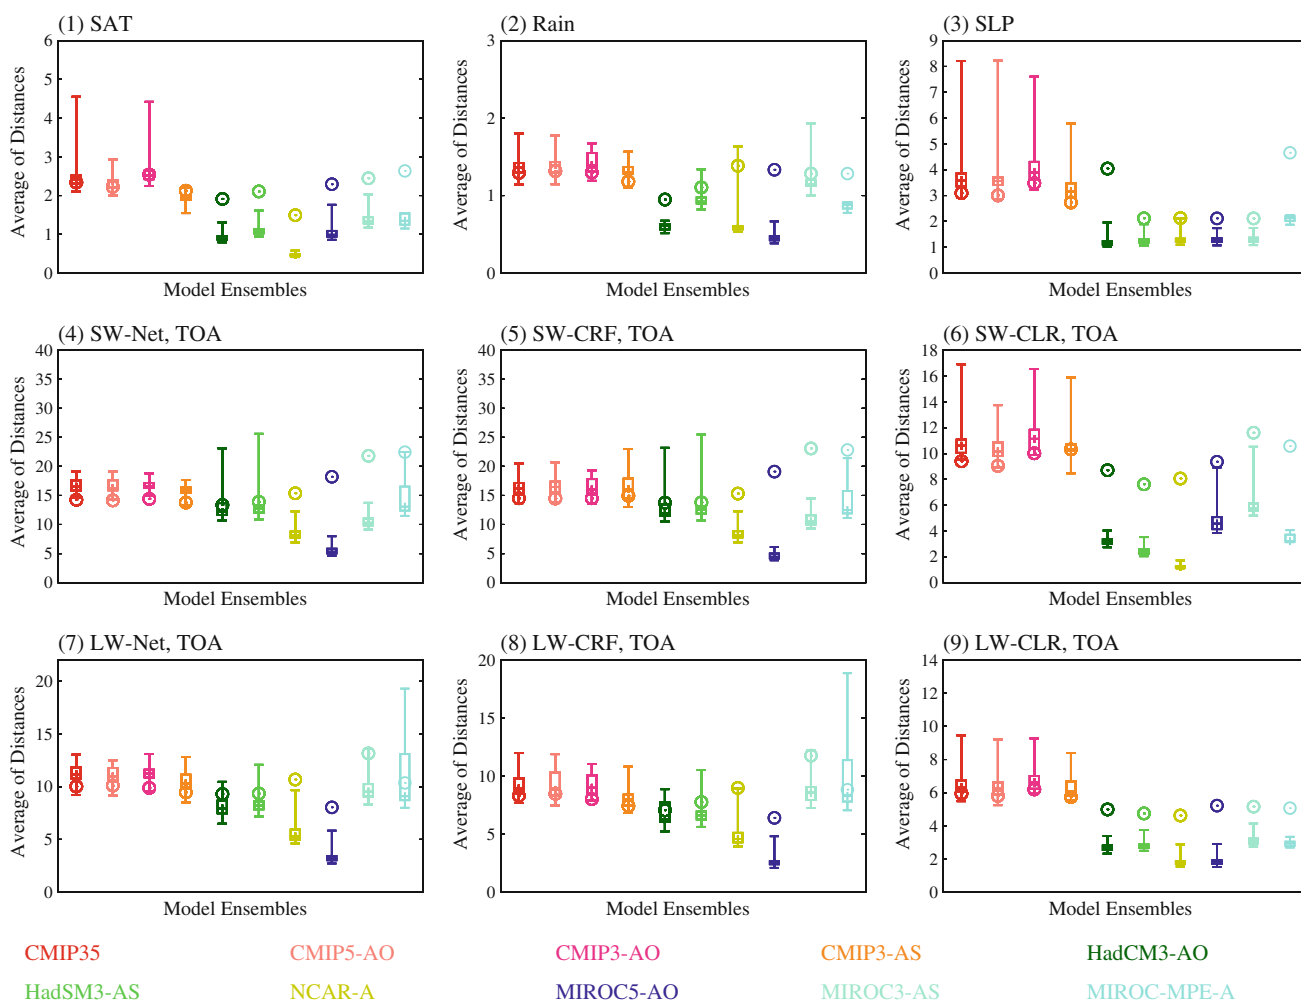 (1) SAT
Average of Distances
6
5
4
3
2
1
0
Model Ensembles
(2) Rain
Average of Distances
3
2
1
0
Model Ensembles
(3) SLP
Average of Distances
9
8
7
6
5
4
3
2
1
0
Model Ensembles
(4) SW-Net, TOA
Average of Distances
40
35
30
25
20
15
10
5
0
Model Ensembles
(5) SW-CRF, TOA
Average of Distances
40
35
30
25
20
15
10
5
0
Model Ensembles
(6) SW-CLR, TOA
Average of Distances
18
16
14
12
10
8
6
4
2
0
Model Ensembles
(7) LW-Net, TOA
Average of Distances
20
15
10
5
0
Model Ensembles
(8) LW-CRF, TOA
Average of Distances
20
15
10
5
0
Model Ensembles
(9) LW-CLR, TOA
Average of Distances
14
12
10
8
6
4
2
0
Model Ensembles
CMIP35 CMIP5-AO CMIP3-AO CMIP3-AS HadCM3-AO
HadSM3-AS NCAR-A MIROC5-AO MIROC3-AS MIROC-MPE-A